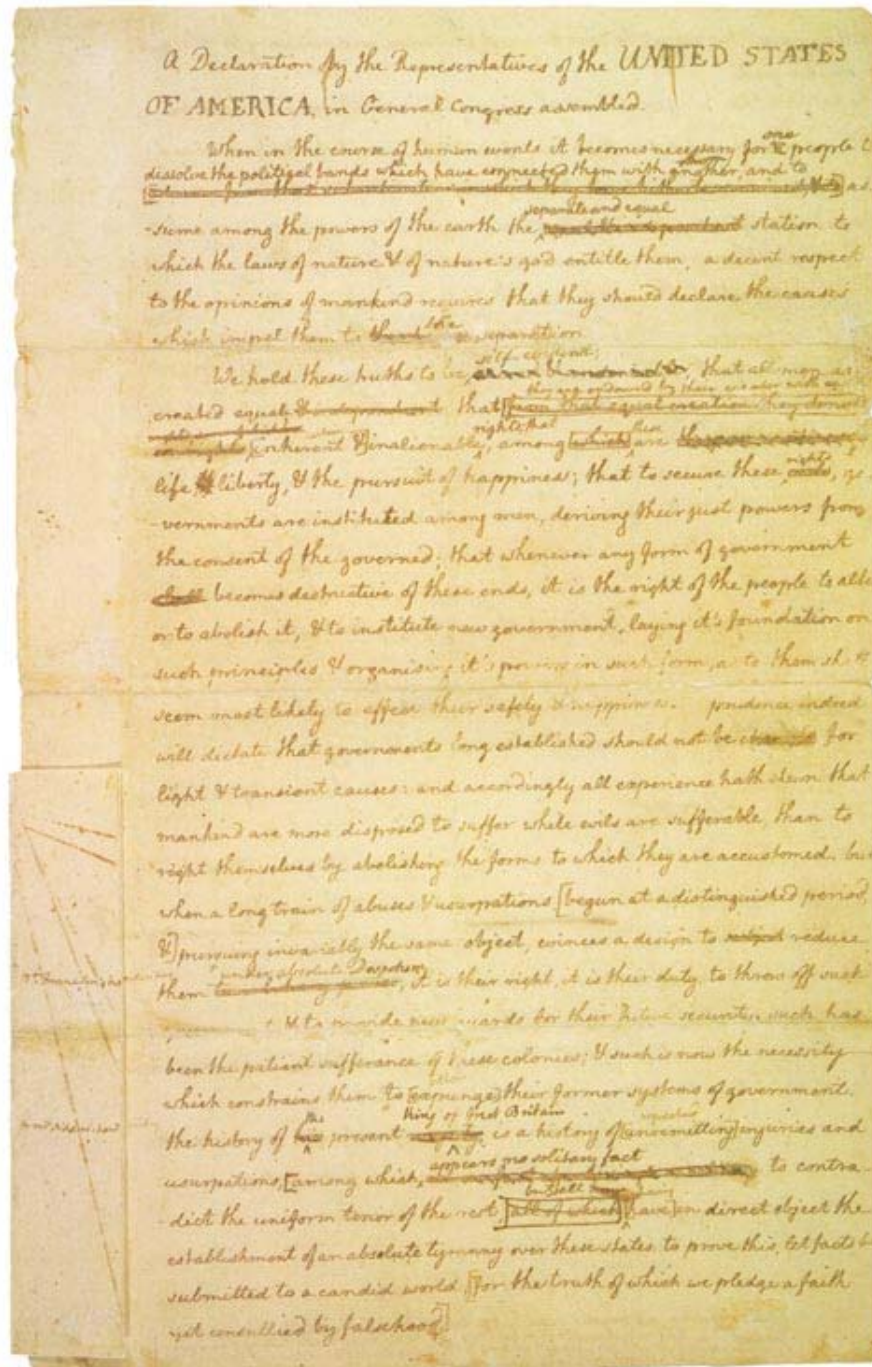 A Declaration by the Representatives of the UNITED STATES
OF AMERICA, in General Congress assembled.
When in the course of human events it becomes necessary for one people
dissolve the political bands which have connected them with another, and to
as
separate and equal
-sume among the powers of the earth the station to
which the laws of nature & of nature's god entitle them, a decent respect
to the opinions of mankind requires that they should declare the causes
which impel them to the separation.
self-evident;
We hold these truths to be, that all men
they are endowed by their creator with
created equal that [from that equal creation they
rights that these
[inherent &] inalienable, among [which] are
rights
life liberty, & the pursuit of happiness; that to secure these, go
-vernments are instituted among men, deriving their just powers from
the consent of the governed; that whenever any form of government
becomes destructive of these ends, it is the right of the people to alte
or to abolish it, & to institute new government, laying it's foundation on
such principles & organising it's powers in such form, as to them sh
seem most likely to effect their safety & happiness. prudence indeed
will dictate that governments long established should not be for
light & transient causes: and accordingly all experience hath shewn that
mankind are more disposed to suffer while evils are sufferable, than to
right themselves by abolishing the forms to which they are accustomed. bu
when a long train of abuses & usurpations [begun at a distinguished period,
&] pursuing invariably the same object, evinces a design to reduce
under absolute Despotism
them, it is their right, it is their duty, to throw off such
& to provide new guards for their future security. such has
been the patient sufferance of these colonies; & such is now the necessity
which constrains them to [expunge] their former systems of government.
the King of Great Britain
the history of present is a history of [unremitting] injuries and
appears no solitary fact
usurpations, [among which, to contra-
but all
-dict the uniform tenor of the rest, [all of which] [have] in direct object the
establishment of an absolute tyranny over these states. to prove this, let facts b
submitted to a candid world, [for the truth of which we pledge a faith
yet unsullied by falsehood]